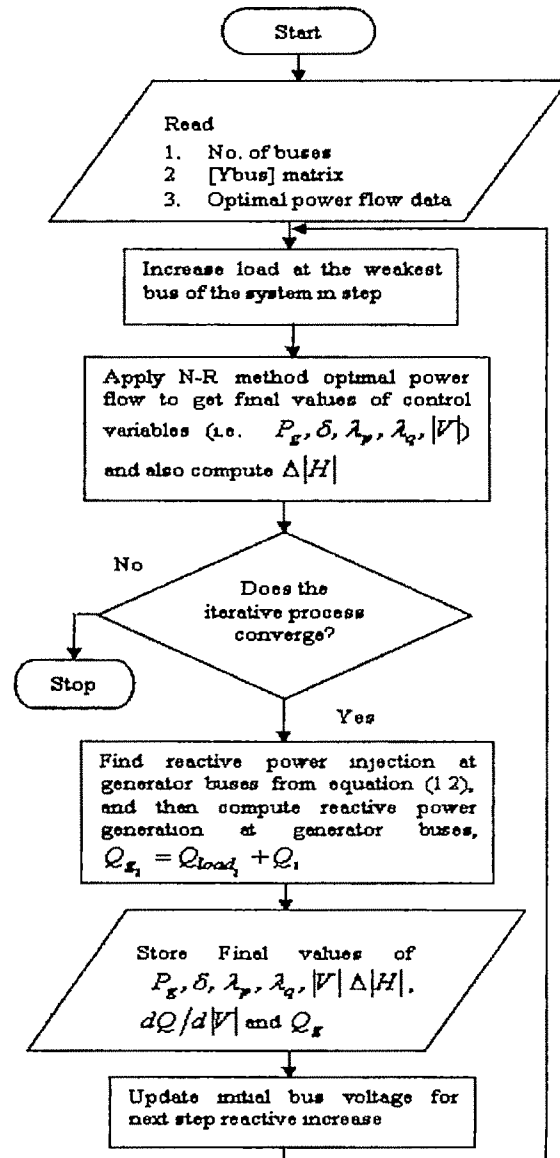 Start
Read
1. No. of buses
2 [Ybus] matrix
3. Optimal power flow data
Increase load at the weakest
bus of the system in step
Apply N-R method optimal power
flow to get final values of control
variables (i.e. P_g, δ, λ_p, λ_q, |V|)
and also compute Δ|H|
No
Does the
iterative process
converge?
Stop
Yes
Find reactive power injection at
generator buses from equation (1 2),
and then compute reactive power
generation at generator buses,
Q_{g_i} = Q_{load_i} + Q_i
Store Final values of
P_g, δ, λ_p, λ_q, |V| Δ|H|,
dQ/d|V| and Q_g
Update initial bus voltage for
next step reactive increase